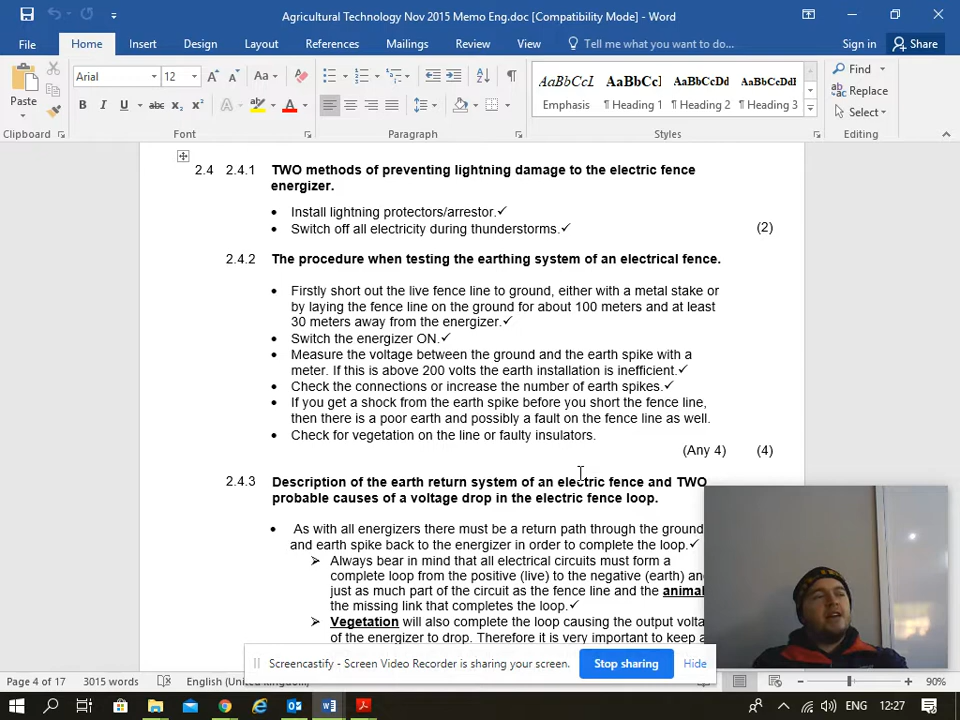 Agricultural Technology Nov 2015 Memo Eng.doc [Compatibility Mode] - Word
File Home Insert Design Layout References Mailings Review View Tell me what you want to do... Sign in Share
Arial 12 Aa
Paste B I U abc x₂ x² A A
Clipboard Font Paragraph Styles Editing
AaBbCcL AaBbCcI AaBbCcDd AaBbCcDdI
Emphasis ¶ Heading 1 ¶ Heading 2 ¶ Heading 3
Find
Replace
Select
2.4 2.4.1 TWO methods of preventing lightning damage to the electric fence
energizer.
• Install lightning protectors/arrestor.✓
• Switch off all electricity during thunderstorms.✓ (2)
2.4.2 The procedure when testing the earthing system of an electrical fence.
• Firstly short out the live fence line to ground, either with a metal stake or
by laying the fence line on the ground for about 100 meters and at least
30 meters away from the energizer.✓
• Switch the energizer ON.✓
• Measure the voltage between the ground and the earth spike with a
meter. If this is above 200 volts the earth installation is inefficient.✓
• Check the connections or increase the number of earth spikes.✓
• If you get a shock from the earth spike before you short the fence line,
then there is a poor earth and possibly a fault on the fence line as well.
• Check for vegetation on the line or faulty insulators.
(Any 4) (4)
2.4.3 Description of the earth return system of an electric fence and TWO
probable causes of a voltage drop in the electric fence loop.
• As with all energizers there must be a return path through the ground
and earth spike back to the energizer in order to complete the loop.✓
➢ Always bear in mind that all electrical circuits must form a
complete loop from the positive (live) to the negative (earth) and
just as much part of the circuit as the fence line and the animal
the missing link that completes the loop.✓
➢ Vegetation will also complete the loop causing the output volta
of the energizer to drop. Therefore it is very important to keep a
Screencastify - Screen Video Recorder is sharing your screen. Stop sharing Hide
Page 4 of 17 3015 words English (United Kingdom) 90%
ENG 12:27